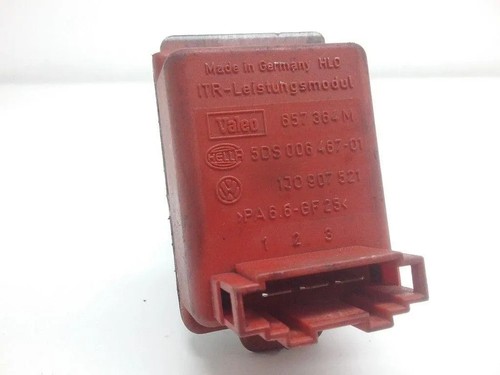 Made in Germany HLO
ITR-Leistungsmodul
Valeo 657 364 M
HELLA 5DS 006 467-01
VW 1J0 907 521
>PA6.6-GF25<
1 2 3